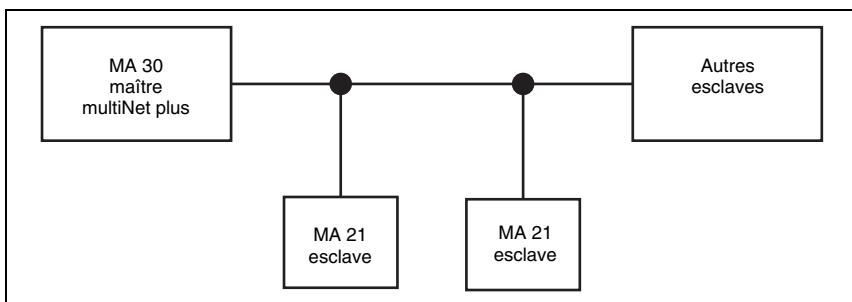 MA 30
maître
multiNet plus
Autres
esclaves
MA 21
esclave
MA 21
esclave